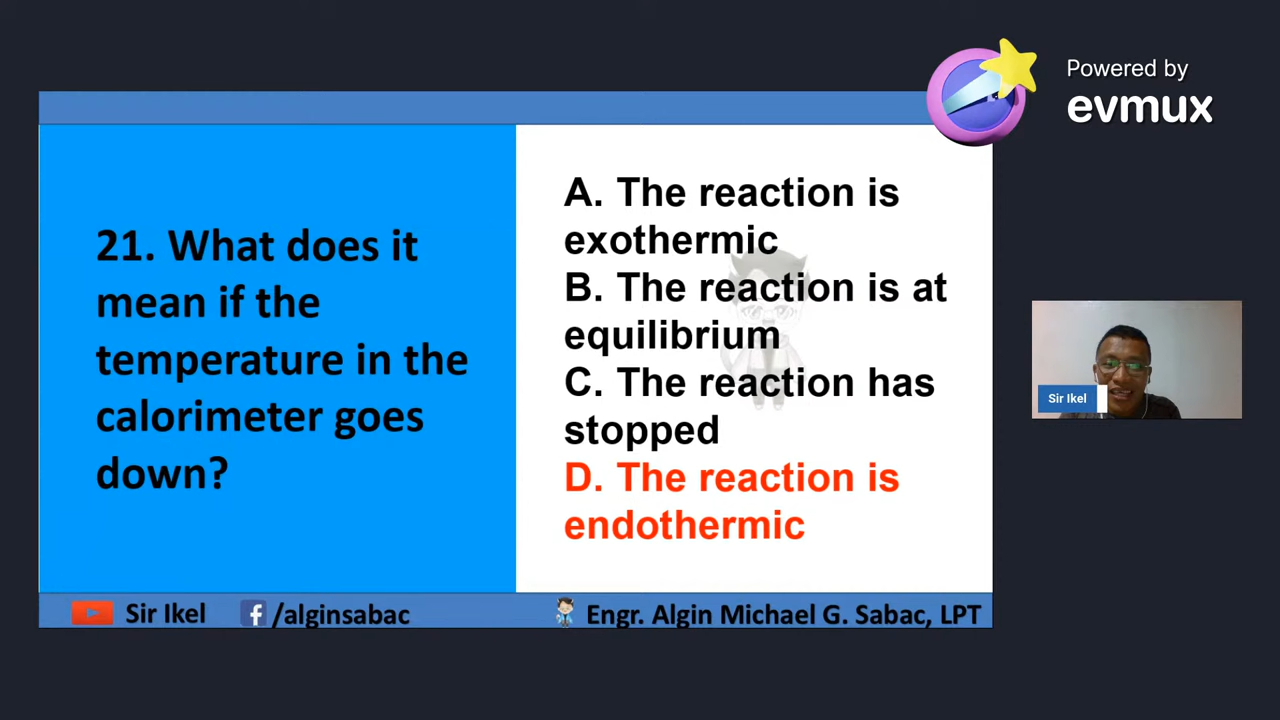 Powered by
evmux
21. What does it
mean if the
temperature in the
calorimeter goes
down?
A. The reaction is
exothermic
B. The reaction is at
equilibrium
C. The reaction has
stopped
D. The reaction is
endothermic
Sir Ikel
Sir Ikel
/alginsabac
Engr. Algin Michael G. Sabac, LPT